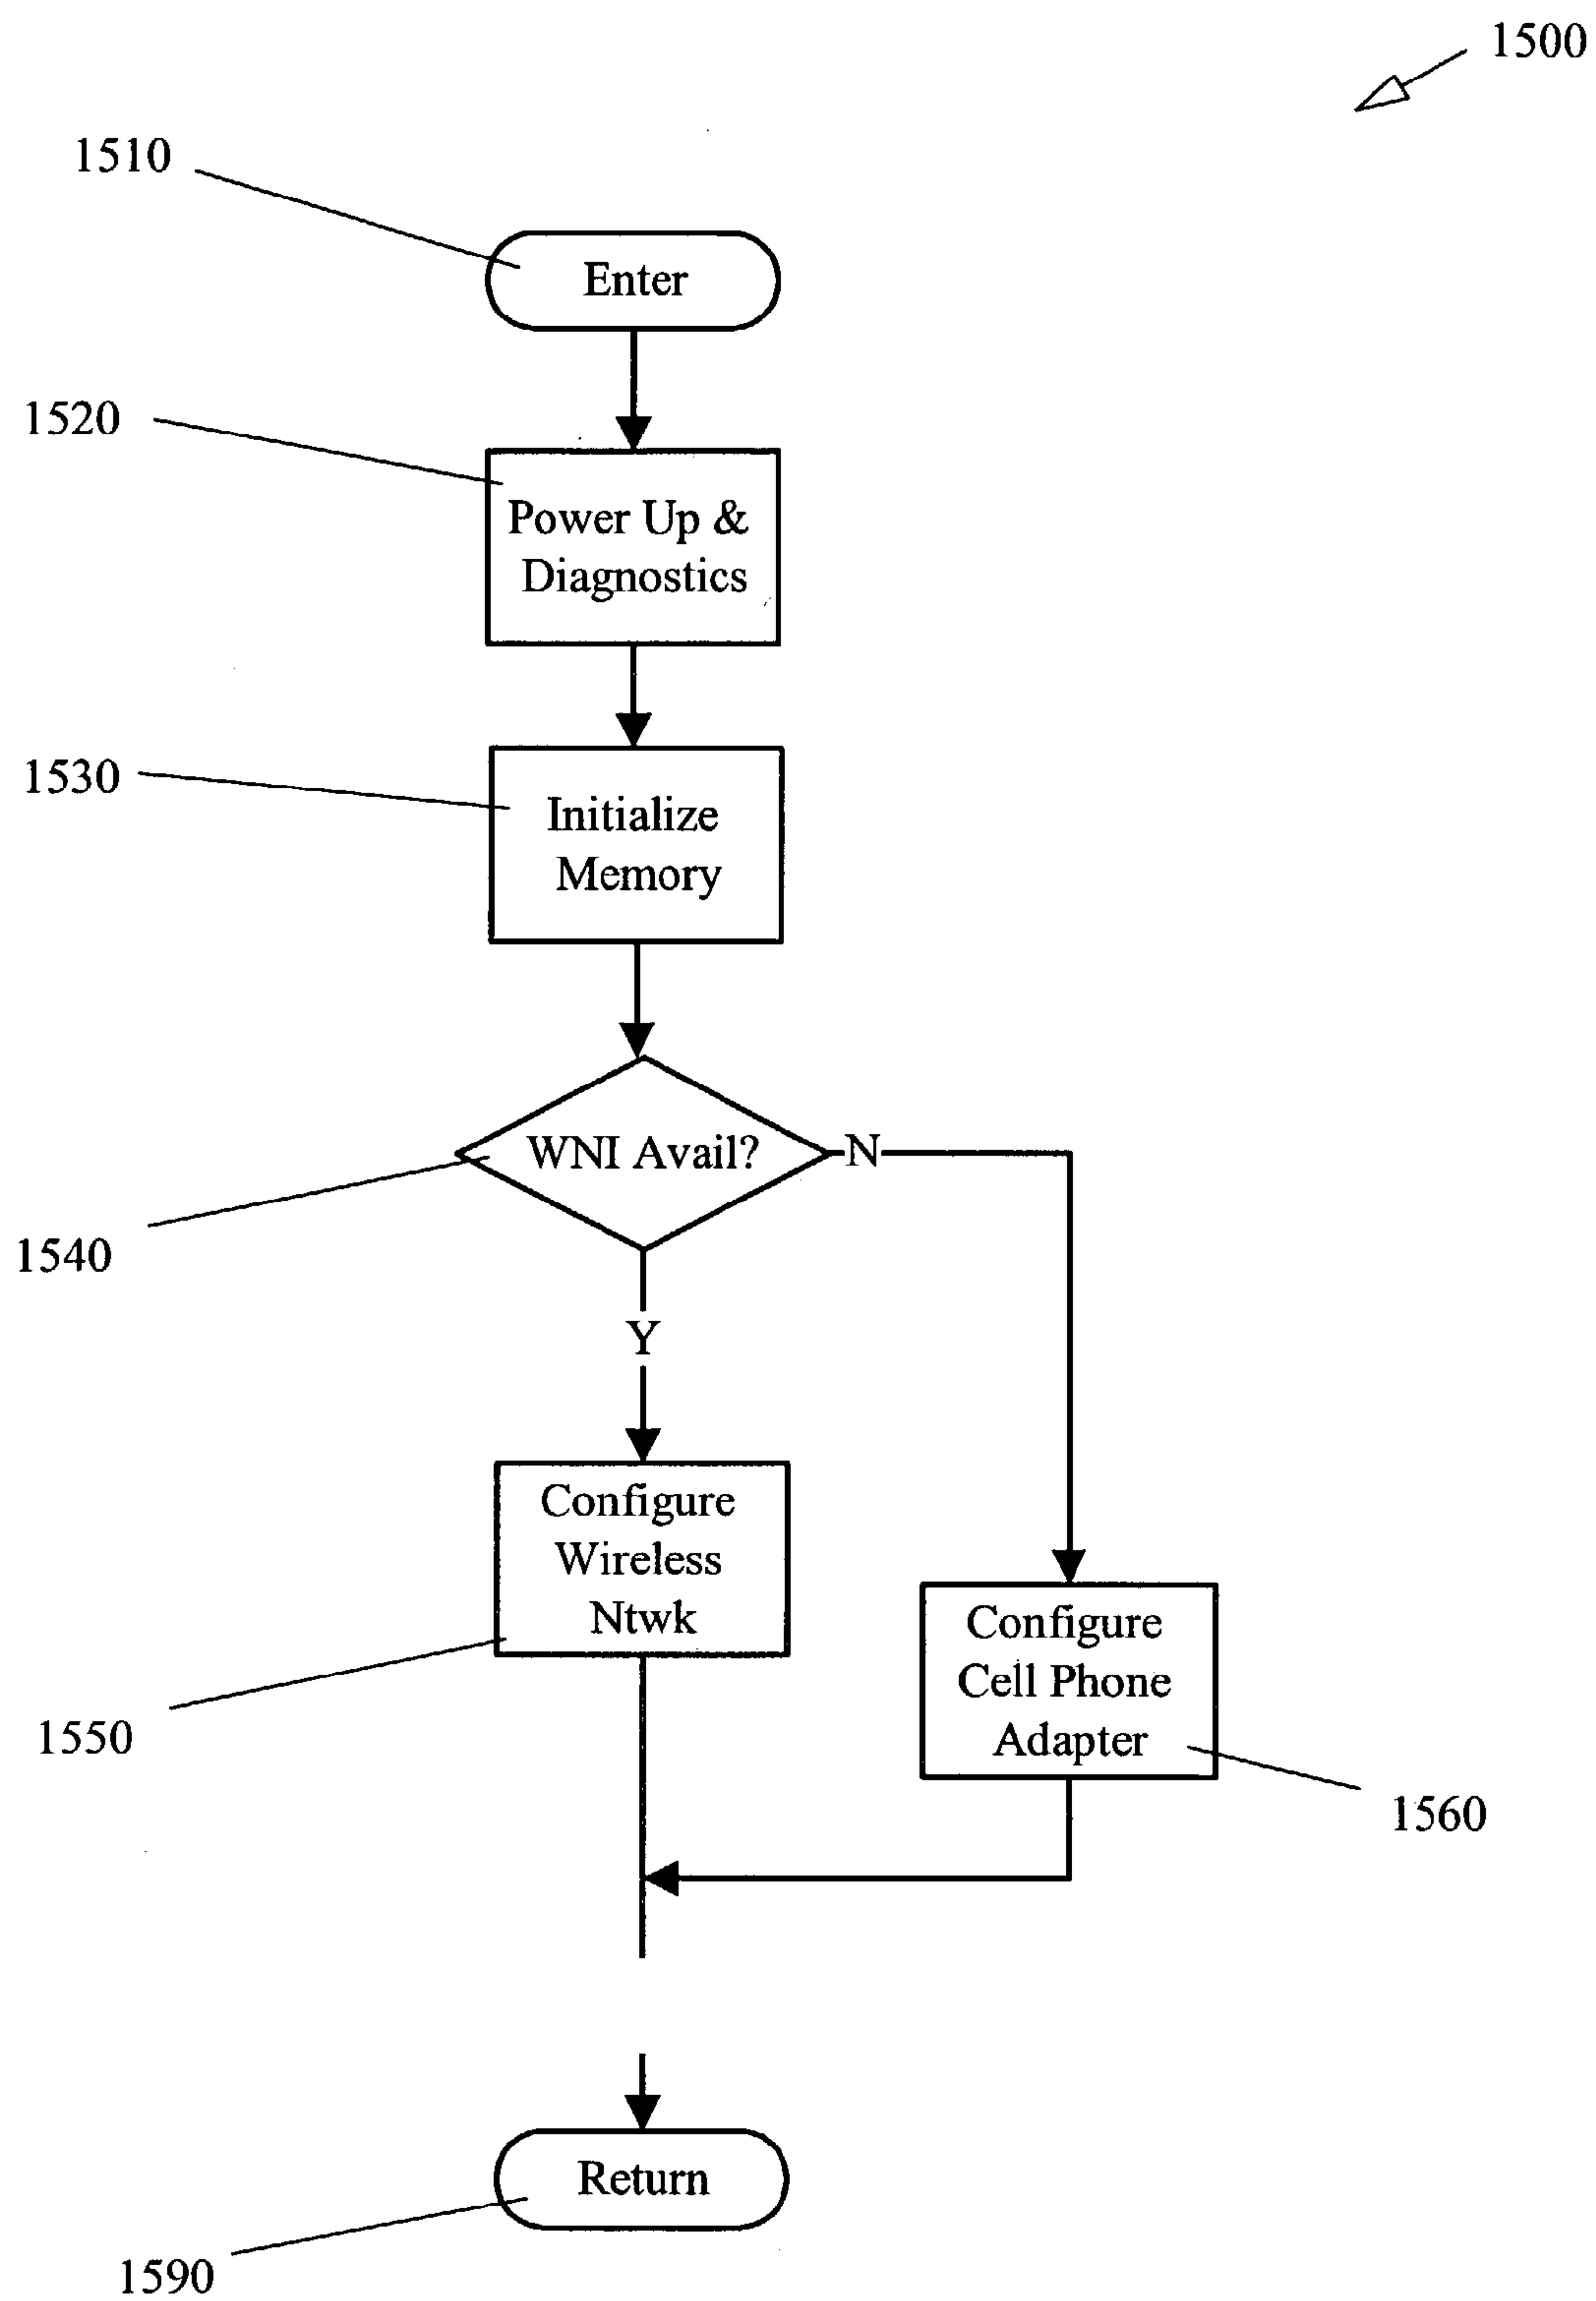 1500
1510
Enter
1520
Power Up &
Diagnostics
1530
Initialize
Memory
WNI Avail?
N
1540
Y
Configure
Wireless
Ntwk
1550
Configure
Cell Phone
Adapter
1560
Return
1590